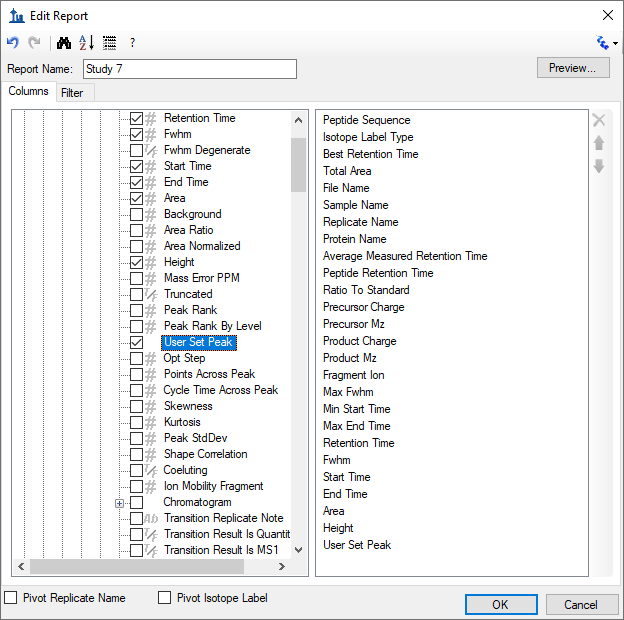 Edit Report
?
Report Name:
Study 7
Preview...
Columns
Filter
Retention Time
Fwhm
Fwhm Degenerate
Start Time
End Time
Area
Background
Area Ratio
Area Normalized
Height
Mass Error PPM
Truncated
Peak Rank
Peak Rank By Level
User Set Peak
Opt Step
Points Across Peak
Cycle Time Across Peak
Skewness
Kurtosis
Peak StdDev
Shape Correlation
Coeluting
Ion Mobility Fragment
Chromatogram
Transition Replicate Note
Transition Result Is Quantit
Transition Result Is MS1
Peptide Sequence
Isotope Label Type
Best Retention Time
Total Area
File Name
Sample Name
Replicate Name
Protein Name
Average Measured Retention Time
Peptide Retention Time
Ratio To Standard
Precursor Charge
Precursor Mz
Product Charge
Product Mz
Fragment Ion
Max Fwhm
Min Start Time
Max End Time
Retention Time
Fwhm
Start Time
End Time
Area
Height
User Set Peak
Pivot Replicate Name
Pivot Isotope Label
OK
Cancel